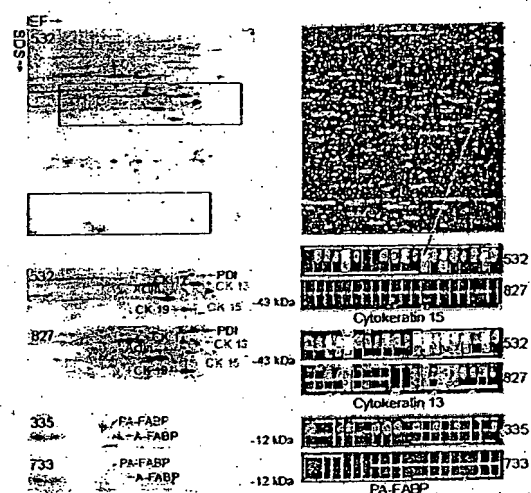 IEF→
SDS→
532
532
PDI
CK 13
CK 15
CK 19
-43 kDa
827
PDI
CK 13
CK 15
-43 kDa
335
PA-FABP
A-FABP
-12 kDa
733
PA-FABP
A-FABP
-12 kDa
532
827
Cytokeratin 15
532
827
Cytokeratin 13
335
733
PA-FABP